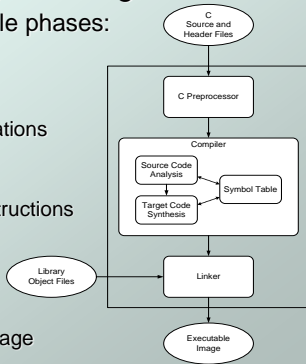 le phases:
ations
tructions
age
C
Source and
Header Files
C Preprocessor
Compiler
Source Code
Analysis
Symbol Table
Target Code
Synthesis
Library
Object Files
Linker
Executable
Image